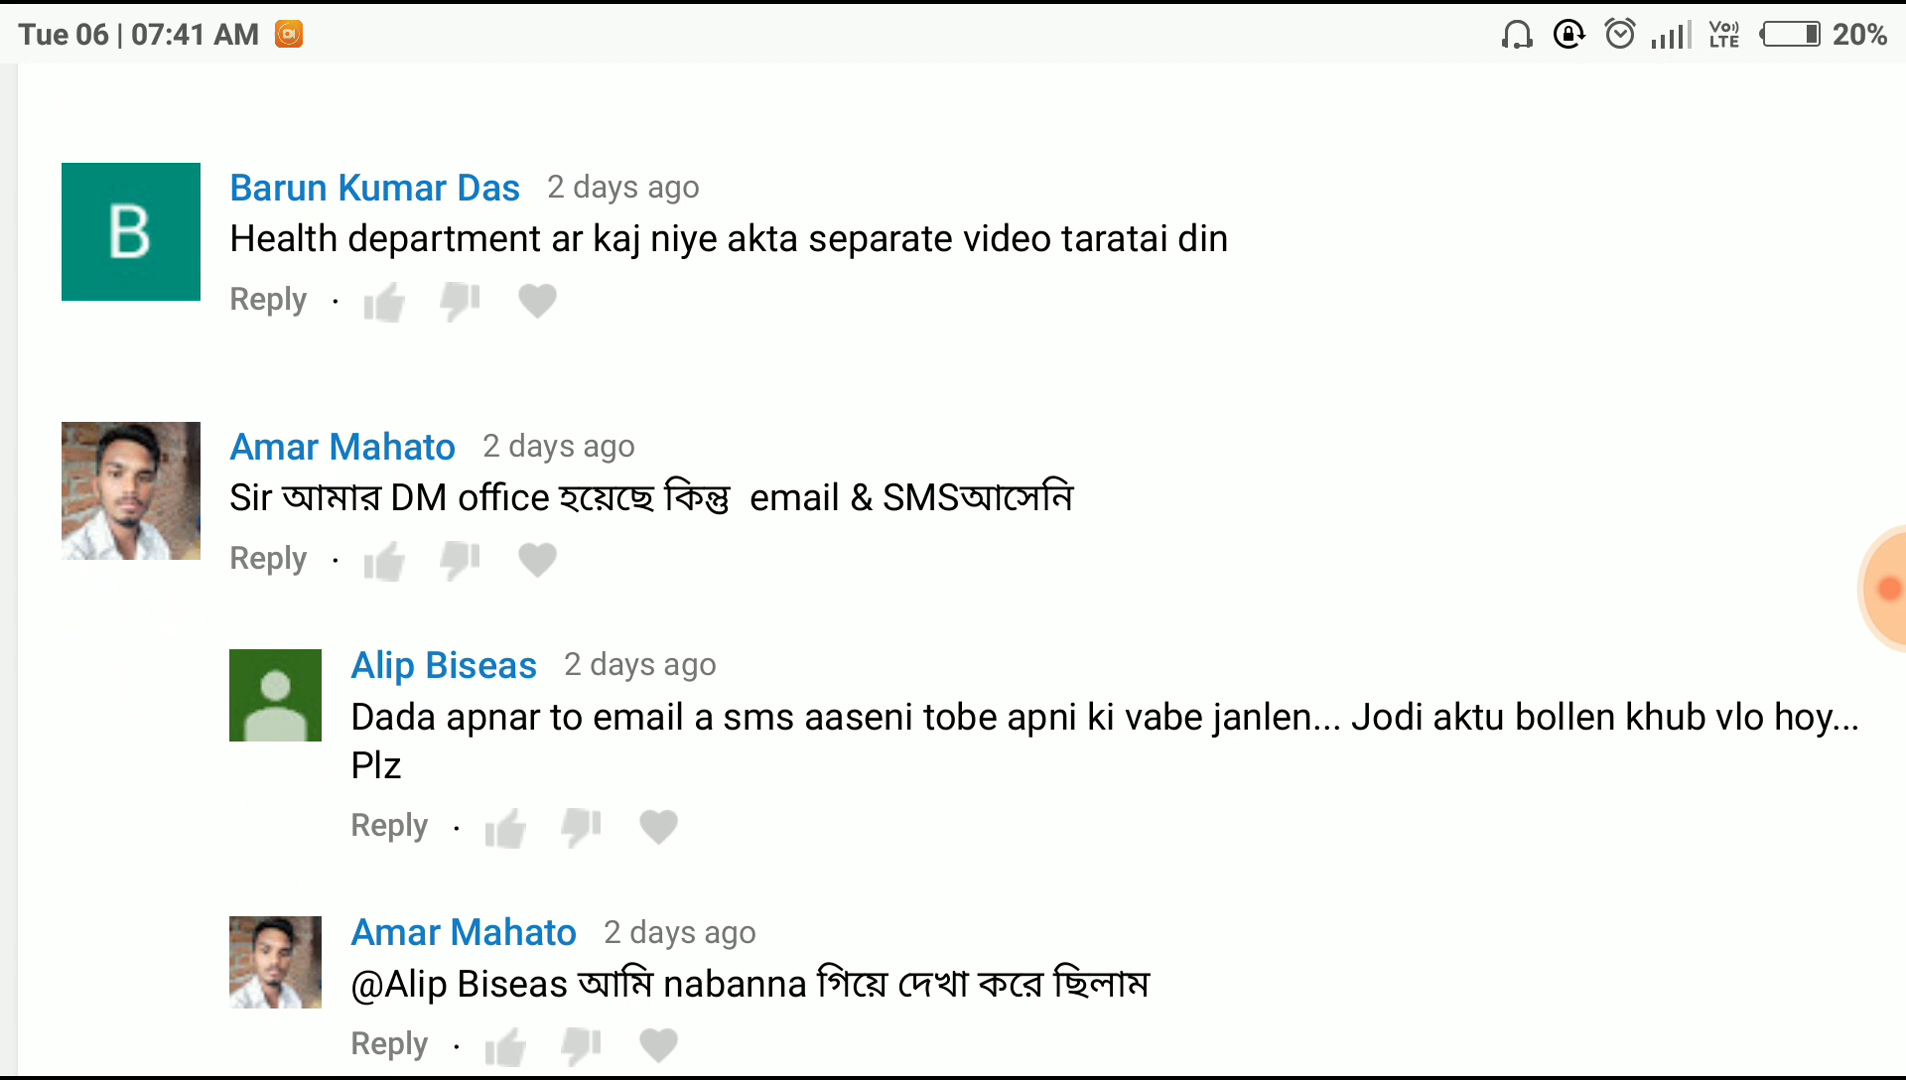 Tue 06 | 07:41 AM
Vo)) LTE
20%
B
Barun Kumar Das 2 days ago
Health department ar kaj niye akta separate video taratai din
Reply ·
Amar Mahato 2 days ago
Sir আমার DM office হয়েছে কিন্তু email & SMSআসেনি
Reply ·
Alip Biseas 2 days ago
Dada apnar to email a sms aaseni tobe apni ki vabe janlen... Jodi aktu bollen khub vlo hoy...
Plz
Reply ·
Amar Mahato 2 days ago
@Alip Biseas আমি nabanna গিয়ে দেখা করে ছিলাম
Reply ·